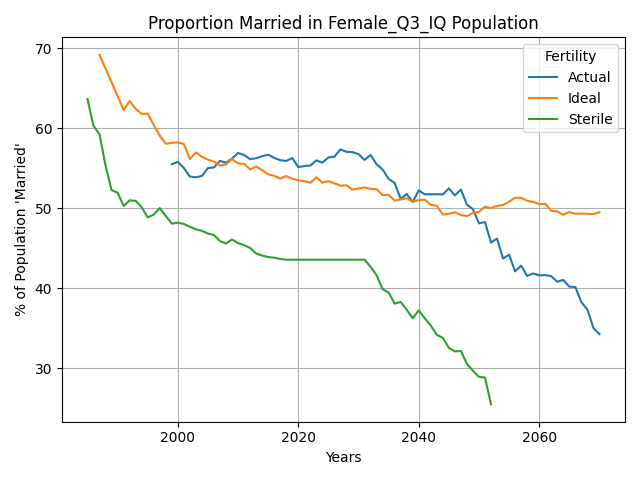 Proportion Married in Female_Q3_IQ Population
% of Population 'Married'
70
60
50
40
30
2000
2020
2040
2060
Years
Fertility
Actual
Ideal
Sterile